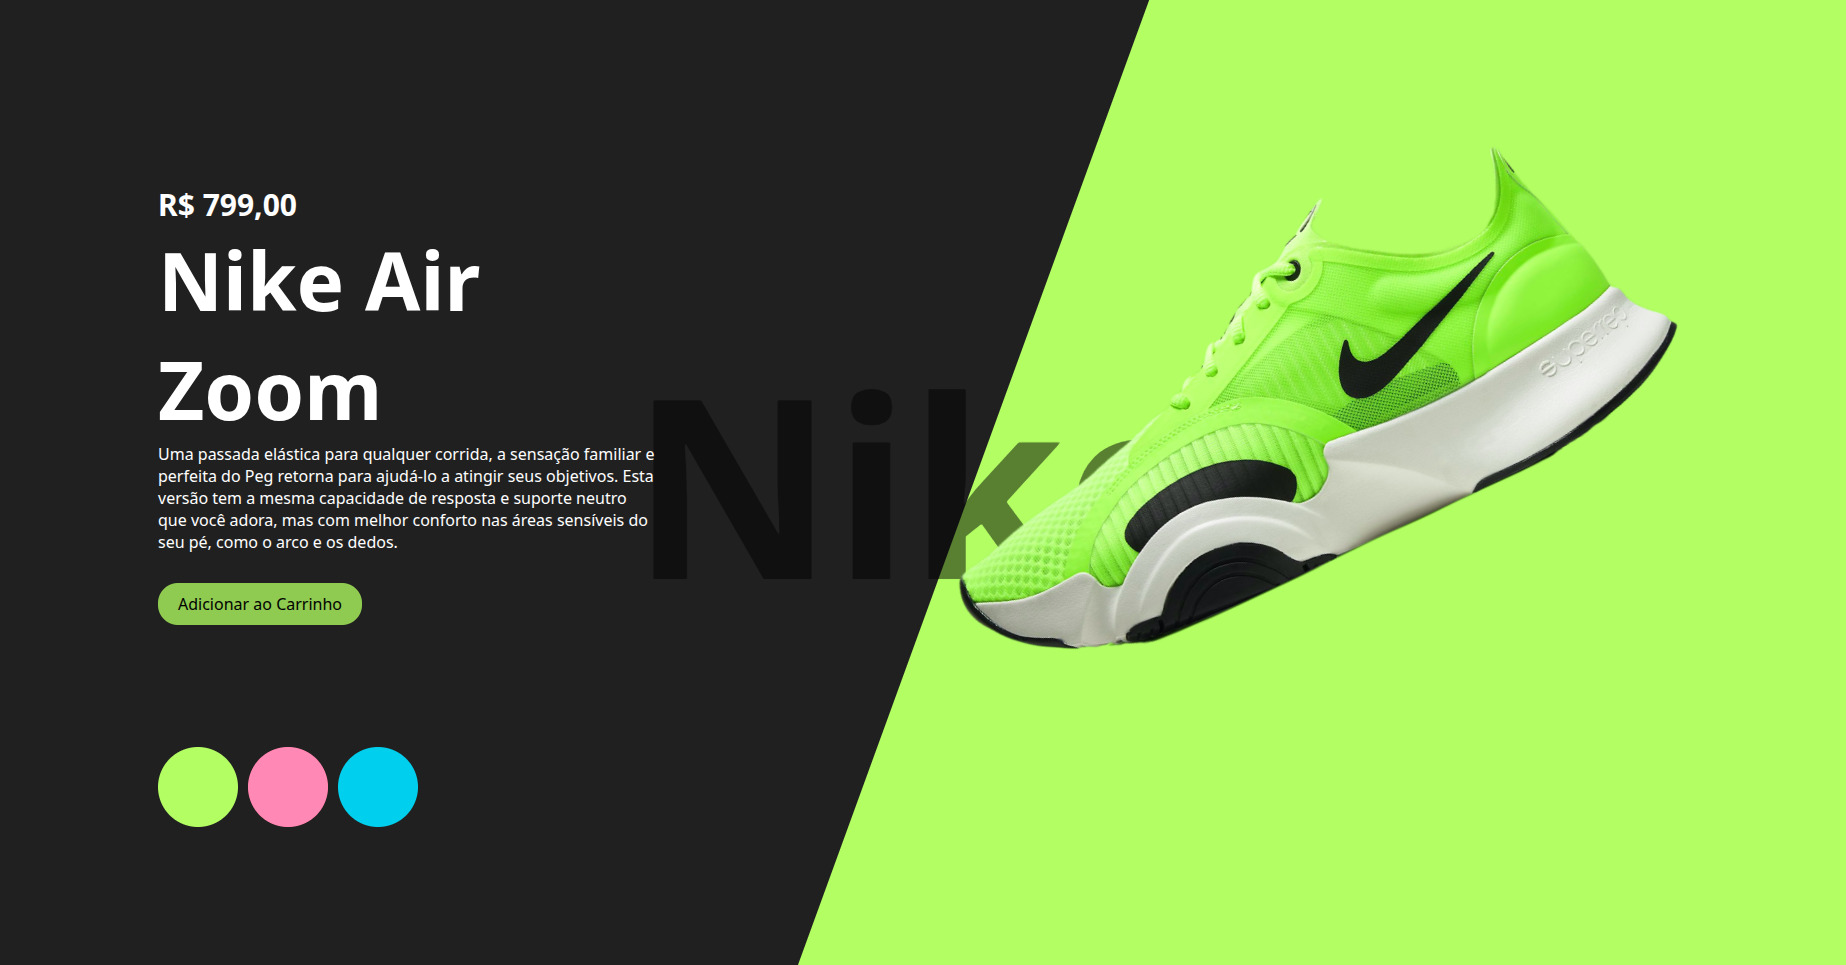 R$ 799,00
Nike Air
Zoom
Uma passada elástica para qualquer corrida, a sensação familiar e
perfeita do Peg retorna para ajudá-lo a atingir seus objetivos. Esta
versão tem a mesma capacidade de resposta e suporte neutro
que você adora, mas com melhor conforto nas áreas sensíveis do
seu pé, como o arco e os dedos.
Adicionar ao Carrinho
Nike
superrep